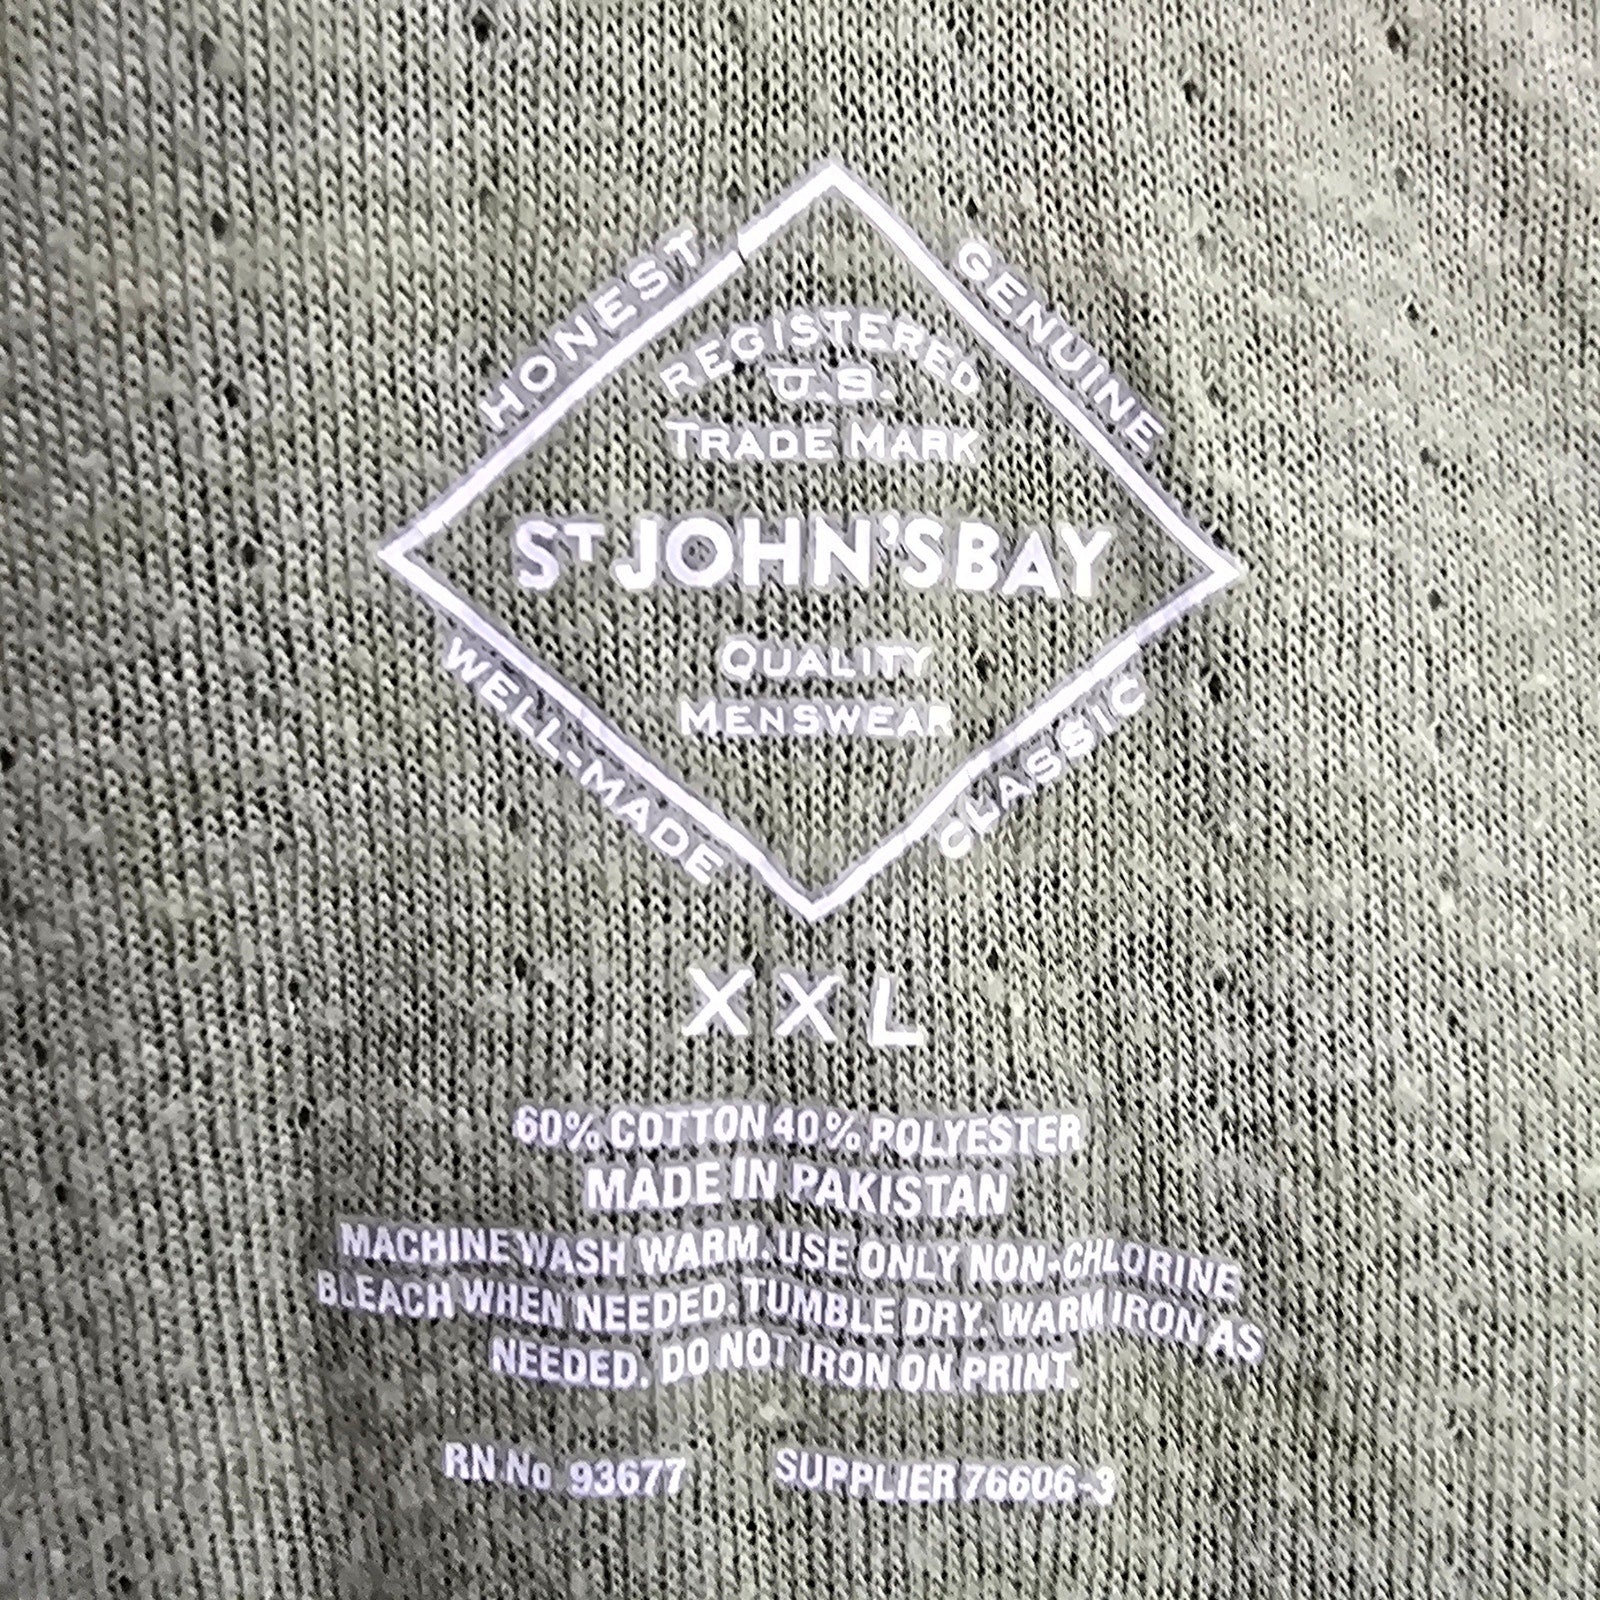 HONEST
GENUINE
REGISTERED
U.S.
TRADE MARK
ST JOHN'S BAY
QUALITY
MENSWEAR
WELL-MADE
CLASSIC
XXL
60% COTTON 40% POLYESTER
MADE IN PAKISTAN
MACHINE WASH WARM. USE ONLY NON-CHLORINE
BLEACH WHEN NEEDED. TUMBLE DRY. WARM IRON AS
NEEDED. DO NOT IRON ON PRINT.
RN No 93677 SUPPLIER 76606-3